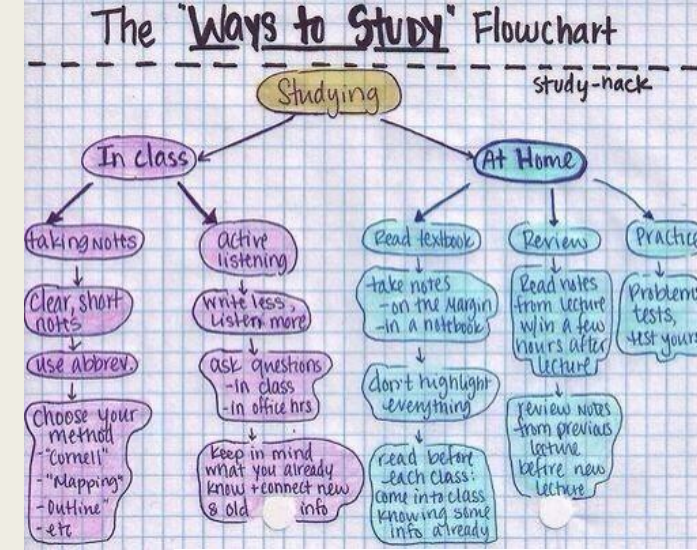 The "Ways to Study" Flowchart
study-hack
Studying
In class
At Home
taking notes
clear, short
notes
use abbrev.
Choose your
method
-"Cornell"
-"Mapping"
-Outline"
-etc
active
listening
write less,
Listen more
ask questions
-in class
-in office hrs
Keep in mind
what you already
know + connect new
& old info
Read textbook
take notes
-on the Margin
-in a notebook
don't highlight
everything
read before
each class:
come into class
knowing some
info already
Review
Read notes
from lecture
w/in a few
hours after
lecture
review notes
from previous
lecture
before new
lecture
Practic
Problem
tests,
test your